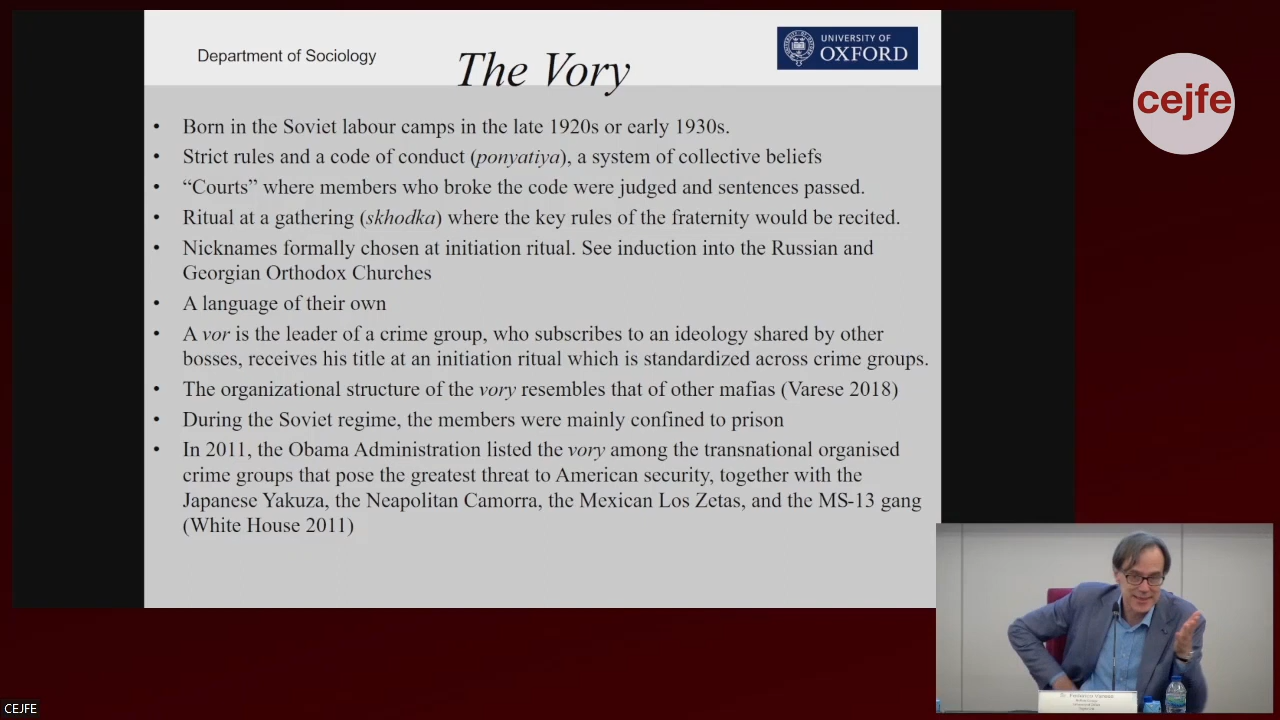 Department of Sociology
The Vory
UNIVERSITY OF
OXFORD
cejfe
• Born in the Soviet labour camps in the late 1920s or early 1930s.
• Strict rules and a code of conduct (ponyatiya), a system of collective beliefs
• “Courts” where members who broke the code were judged and sentences passed.
• Ritual at a gathering (skhodka) where the key rules of the fraternity would be recited.
• Nicknames formally chosen at initiation ritual. See induction into the Russian and
Georgian Orthodox Churches
• A language of their own
• A vor is the leader of a crime group, who subscribes to an ideology shared by other
bosses, receives his title at an initiation ritual which is standardized across crime groups.
• The organizational structure of the vory resembles that of other mafias (Varese 2018)
• During the Soviet regime, the members were mainly confined to prison
• In 2011, the Obama Administration listed the vory among the transnational organised
crime groups that pose the greatest threat to American security, together with the
Japanese Yakuza, the Neapolitan Camorra, the Mexican Los Zetas, and the MS-13 gang
(White House 2011)
Federico Varese
CEJFE